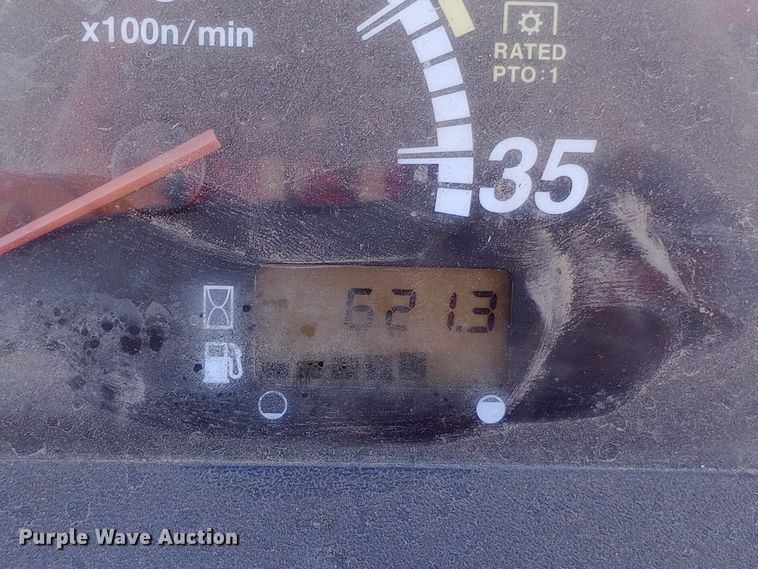 x100n/min
RATED
PTO:1
35
621.3
Purple Wave Auction